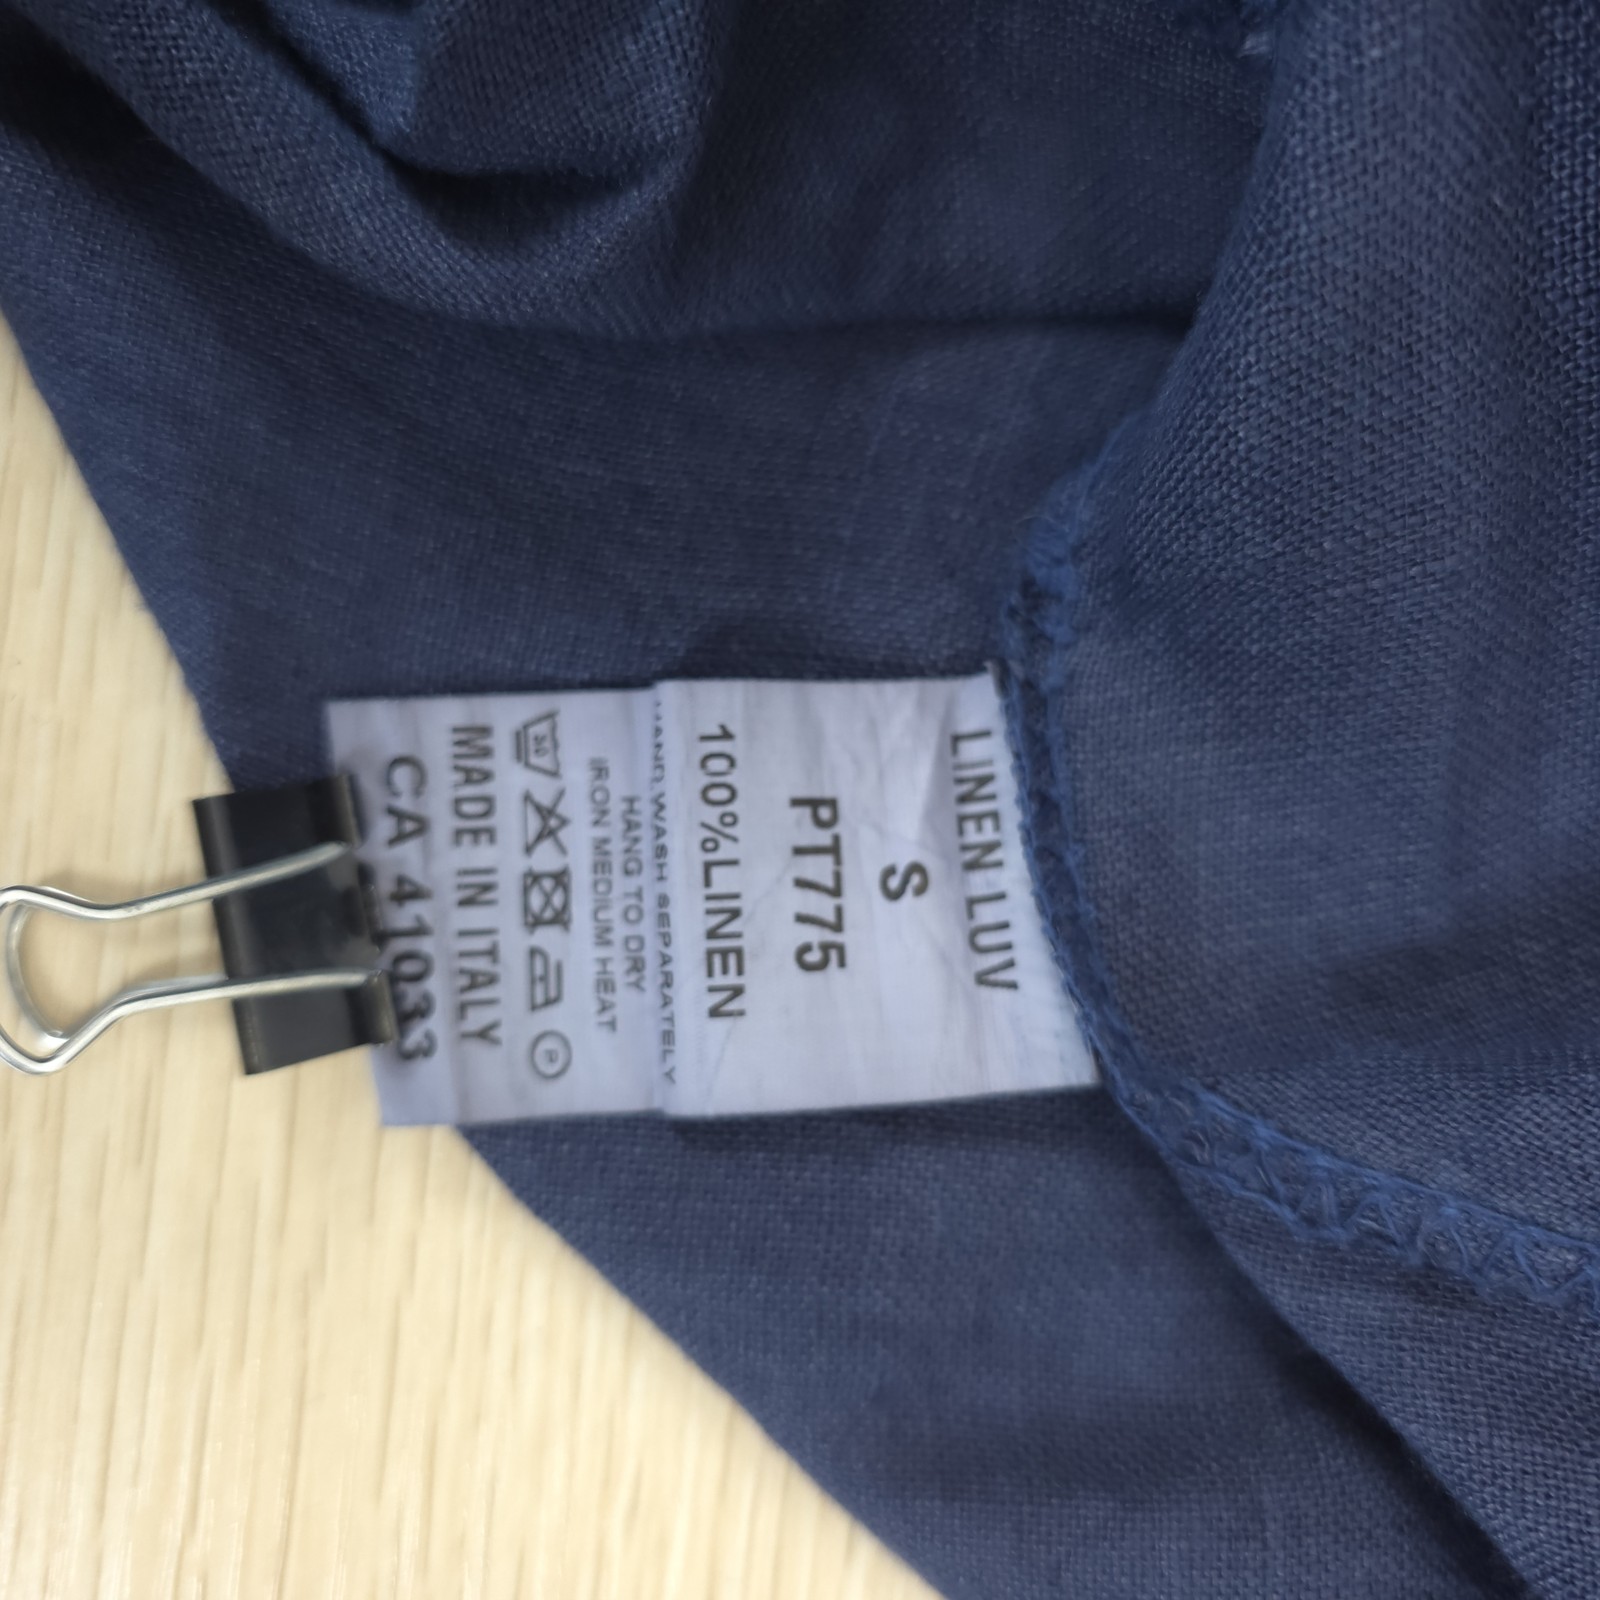 LINEN LUV
S
PT775
100%LINEN
HAND WASH SEPARATELY
HANG TO DRY
IRON MEDIUM HEAT
30
P
MADE IN ITALY
CA 41033